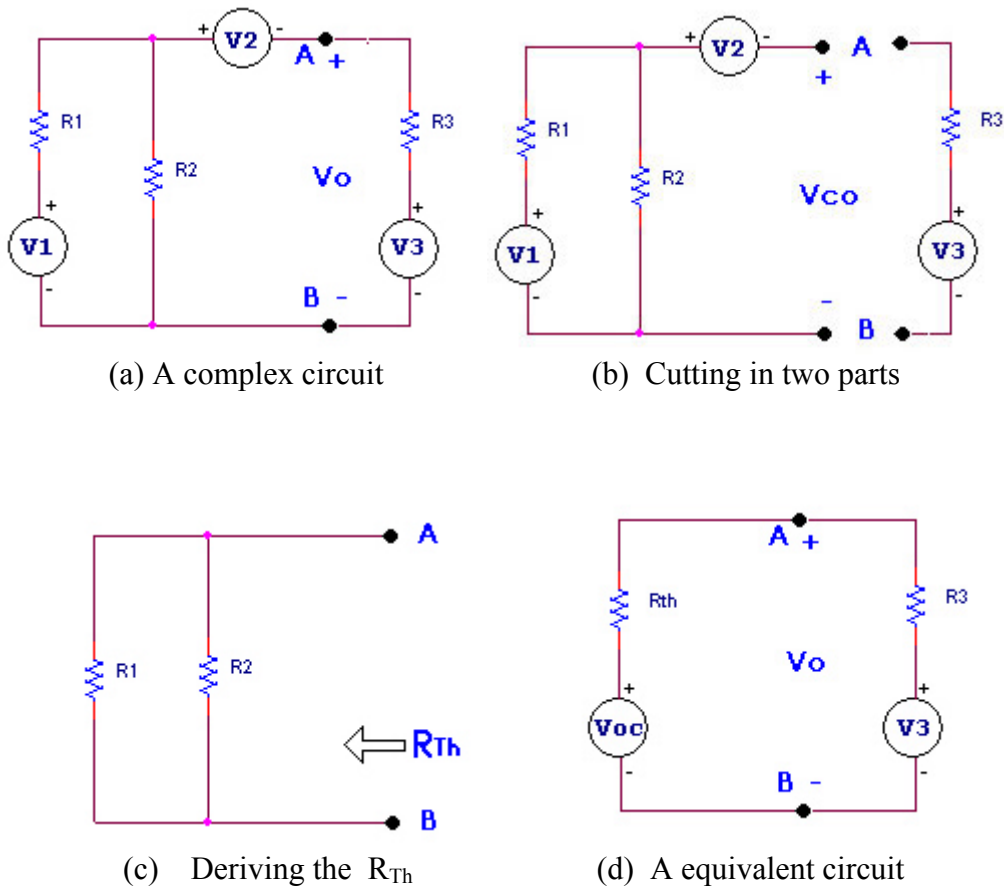 + V2 -
A +
R1
R2
R3
Vo
+
V1
-
+
V3
-
B -
(a) A complex circuit
+ V2 -
A
+
R1
R2
R3
Vco
+
V1
-
+
V3
-
-
B
(b) Cutting in two parts
A
R1
R2
RTh
B
(c) Deriving the RTh
A +
Rth
R3
Vo
+
Voc
-
+
V3
-
B -
(d) A equivalent circuit